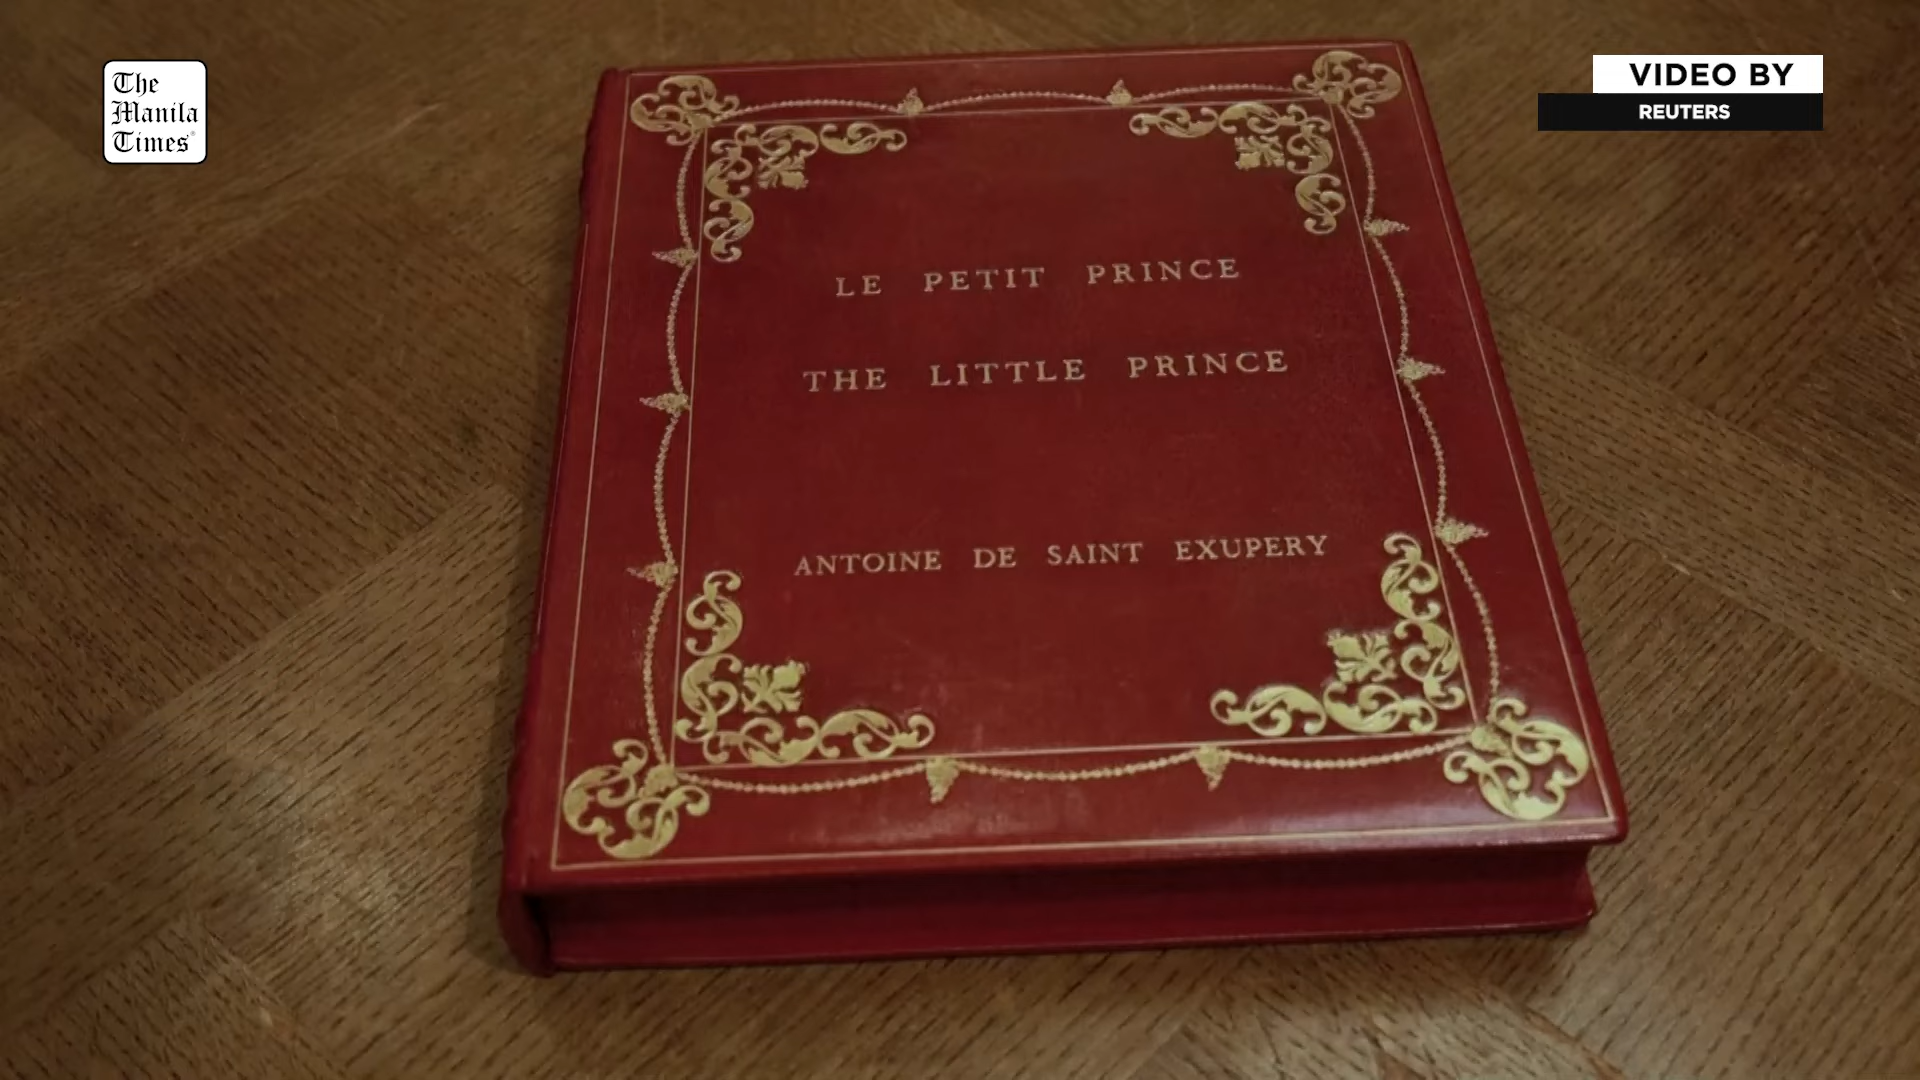 The
Manila
Times
VIDEO BY
REUTERS
LE PETIT PRINCE
THE LITTLE PRINCE
ANTOINE DE SAINT EXUPERY